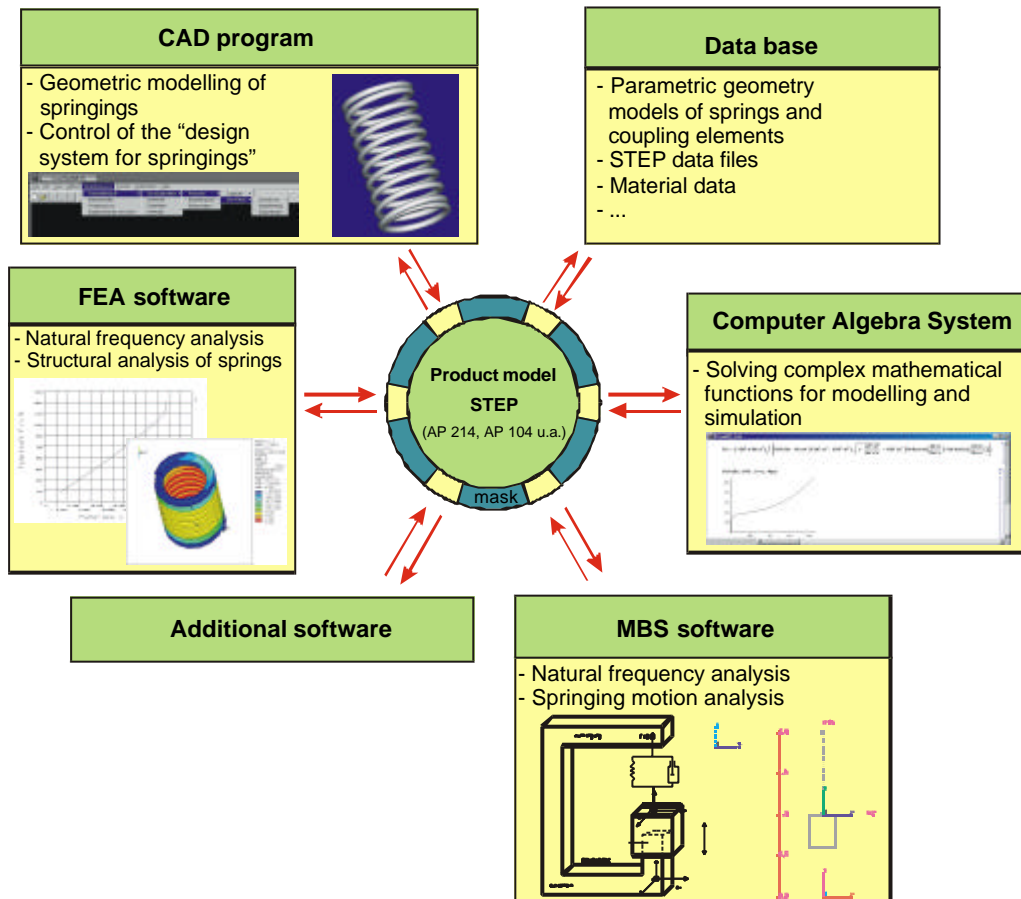 CAD program
- Geometric modelling of
springings
- Control of the “design
system for springings”
Data base
- Parametric geometry
models of springs and
coupling elements
- STEP data files
- Material data
- ...
FEA software
- Natural frequency analysis
- Structural analysis of springs
Product model
STEP
(AP 214, AP 104 u.a.)
mask
Computer Algebra System
- Solving complex mathematical
functions for modelling and
simulation
Additional software
MBS software
- Natural frequency analysis
- Springing motion analysis